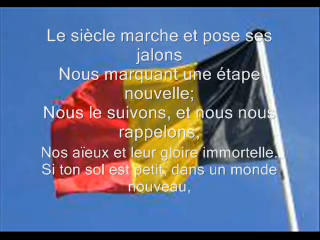 Le siècle marche et pose ses
jalons
Nous marquant une étape
nouvelle;
Nous le suivons, et nous nous
rappelons,
Nos aïeux et leur gloire immortelle.
Si ton sol est petit, dans un monde
nouveau,